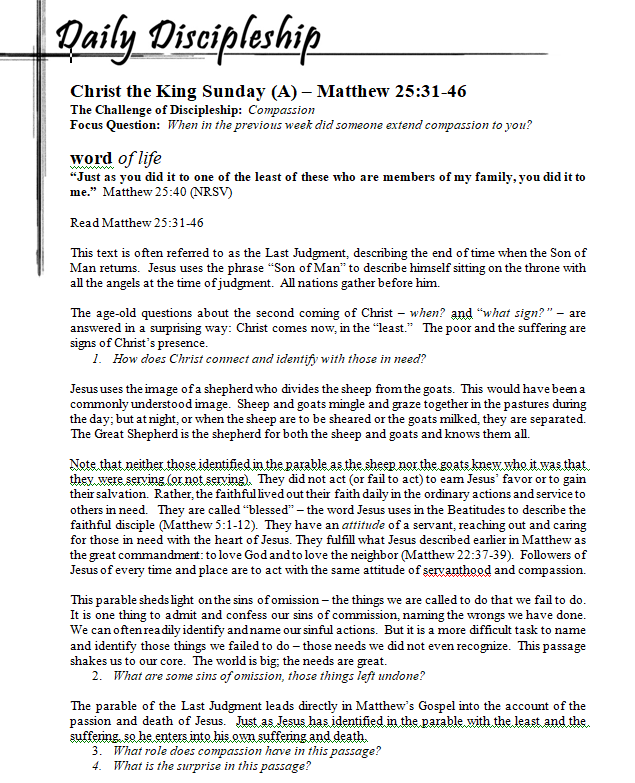 Daily Discipleship
Christ the King Sunday (A) – Matthew 25:31-46
The Challenge of Discipleship: Compassion
Focus Question: When in the previous week did someone extend compassion to you?
word of life
“Just as you did it to one of the least of these who are members of my family, you did it to
me.” Matthew 25:40 (NRSV)
Read Matthew 25:31-46
This text is often referred to as the Last Judgment, describing the end of time when the Son of
Man returns. Jesus uses the phrase “Son of Man” to describe himself sitting on the throne with
all the angels at the time of judgment. All nations gather before him.
The age-old questions about the second coming of Christ – when? and “what sign?” – are
answered in a surprising way: Christ comes now, in the “least.” The poor and the suffering are
signs of Christ’s presence.
1. How does Christ connect and identify with those in need?
Jesus uses the image of a shepherd who divides the sheep from the goats. This would have been a
commonly understood image. Sheep and goats mingle and graze together in the pastures during
the day; but at night, or when the sheep are to be sheared or the goats milked, they are separated.
The Great Shepherd is the shepherd for both the sheep and goats and knows them all.
Note that neither those identified in the parable as the sheep nor the goats knew who it was that
they were serving (or not serving). They did not act (or fail to act) to earn Jesus’ favor or to gain
their salvation. Rather, the faithful lived out their faith daily in the ordinary actions and service to
others in need. They are called “blessed” – the word Jesus uses in the Beatitudes to describe the
faithful disciple (Matthew 5:1-12). They have an attitude of a servant, reaching out and caring
for those in need with the heart of Jesus. They fulfill what Jesus described earlier in Matthew as
the great commandment: to love God and to love the neighbor (Matthew 22:37-39). Followers of
Jesus of every time and place are to act with the same attitude of servanthood and compassion.
This parable sheds light on the sins of omission – the things we are called to do that we fail to do.
It is one thing to admit and confess our sins of commission, naming the wrongs we have done.
We can often readily identify and name our sinful actions. But it is a more difficult task to name
and identify those things we failed to do – those needs we did not even recognize. This passage
shakes us to our core. The world is big; the needs are great.
2. What are some sins of omission, those things left undone?
The parable of the Last Judgment leads directly in Matthew’s Gospel into the account of the
passion and death of Jesus. Just as Jesus has identified in the parable with the least and the
suffering, so he enters into his own suffering and death.
3. What role does compassion have in this passage?
4. What is the surprise in this passage?